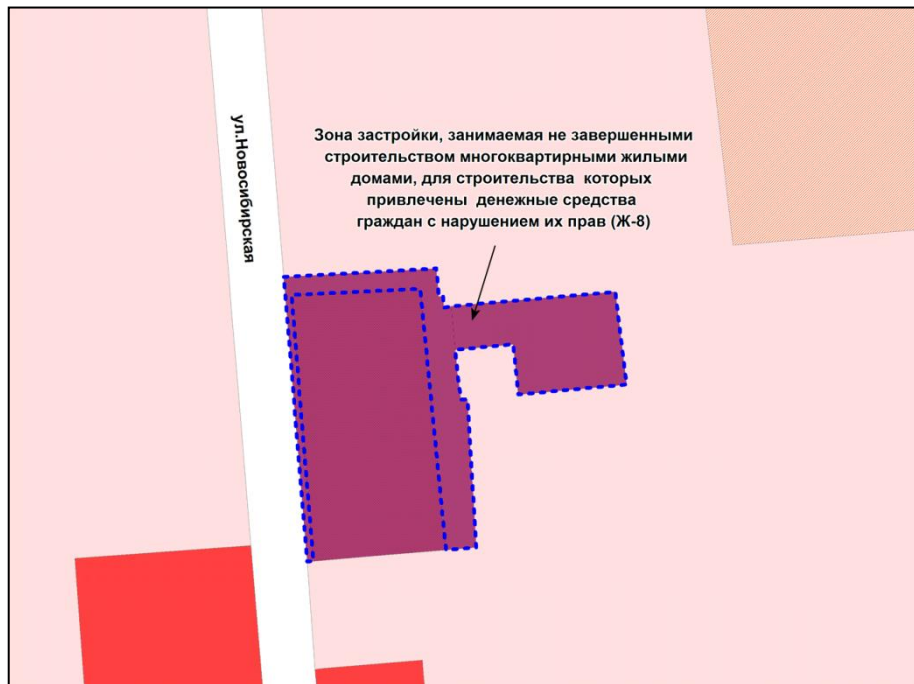 ул.Новосибирская
Зона застройки, занимаемая не завершенными
строительством многоквартирными жилыми
домами, для строительства которых
привлечены денежные средства
граждан с нарушением их прав (Ж-8)